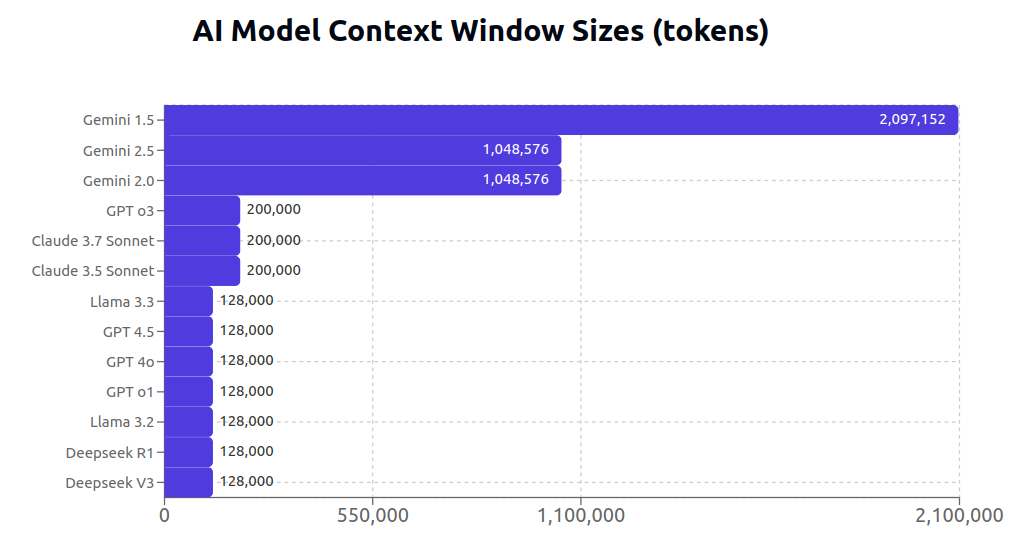 AI Model Context Window Sizes (tokens)
Gemini 1.5 2,097,152
Gemini 2.5 1,048,576
Gemini 2.0 1,048,576
GPT o3 200,000
Claude 3.7 Sonnet 200,000
Claude 3.5 Sonnet 200,000
Llama 3.3 128,000
GPT 4.5 128,000
GPT 4o 128,000
GPT o1 128,000
Llama 3.2 128,000
Deepseek R1 128,000
Deepseek V3 128,000
0 550,000 1,100,000 2,100,000